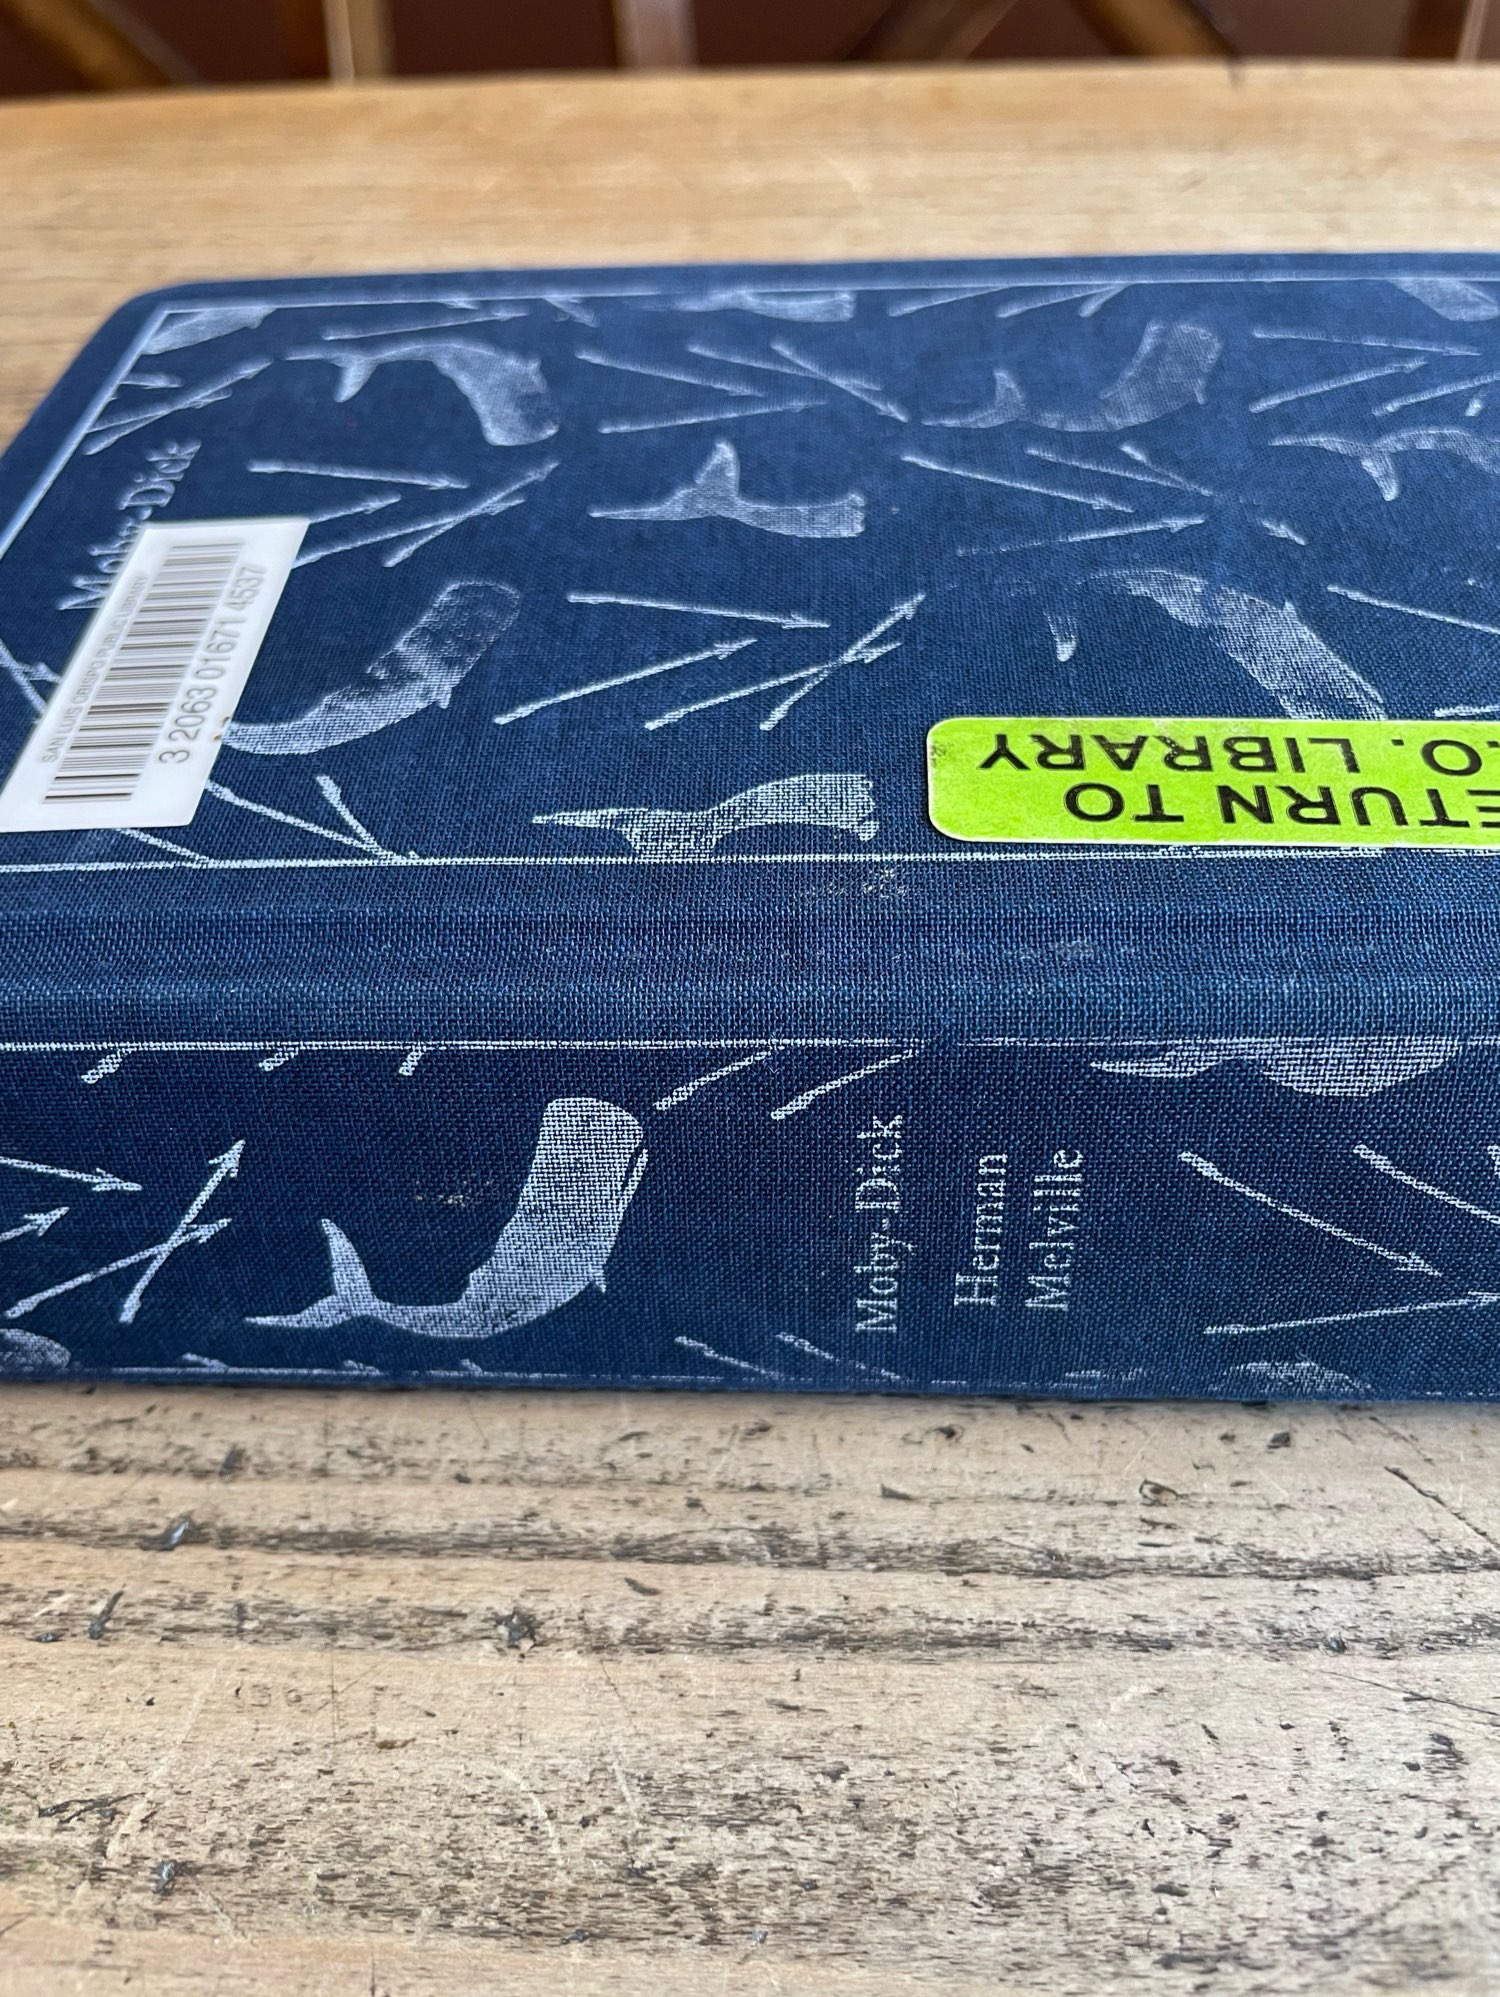 Moby-Dick
SAN LUIS OBISPO PUBLIC LIBRARY
3 2063 01671 4537
ETURN TO
.O. LIBRARY
Moby-Dick
Herman
Melville